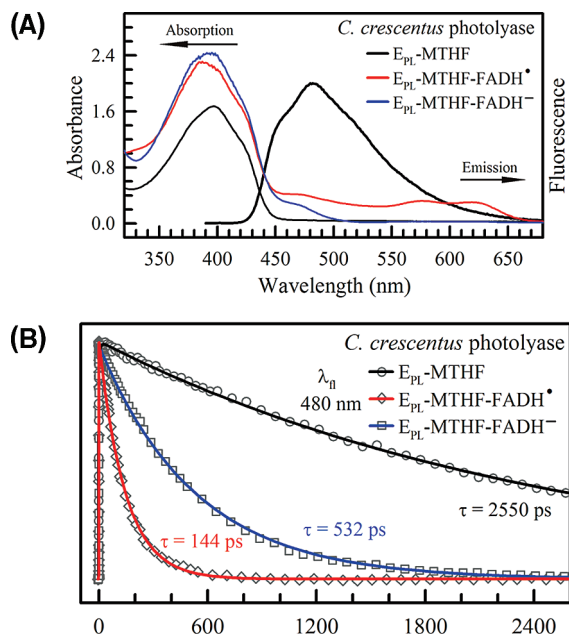 (A)
C. crescentus photolyase
Absorption
E_PL-MTHF
E_PL-MTHF-FADH•
E_PL-MTHF-FADH⁻
Emission
Absorbance
Fluorescence
2.4
1.6
0.8
0.0
350 400 450 500 550 600 650
Wavelength (nm)
(B)
C. crescentus photolyase
λ_fl
480 nm
E_PL-MTHF
E_PL-MTHF-FADH•
E_PL-MTHF-FADH⁻
τ = 2550 ps
τ = 144 ps
τ = 532 ps
0 600 1200 1800 2400